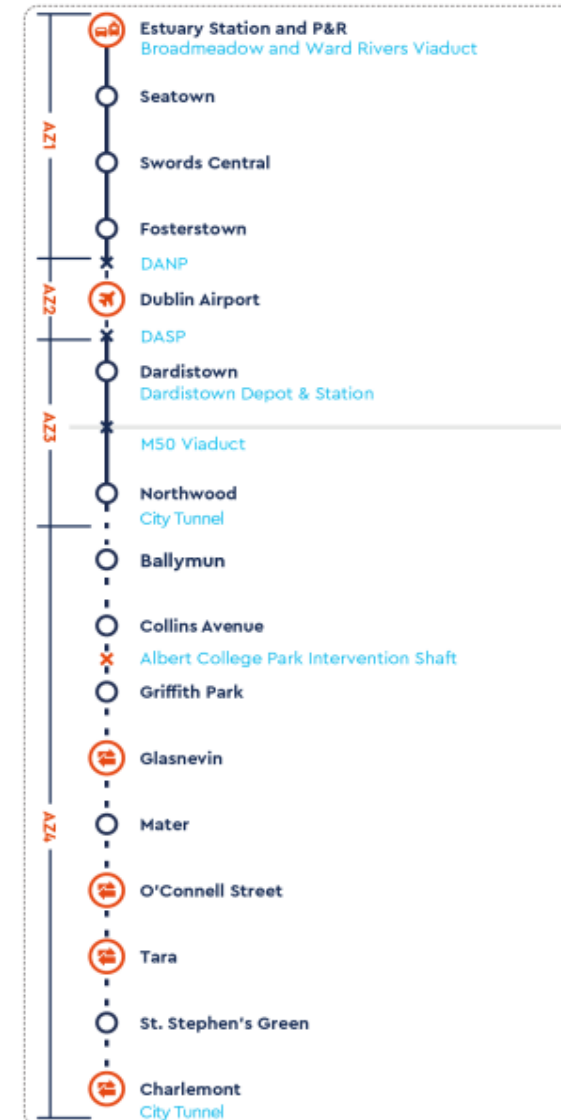 Estuary Station and P&R
Broadmeadow and Ward Rivers Viaduct
Seatown
AZ1
Swords Central
Fosterstown
DANP
AZ2
Dublin Airport
DASP
Dardistown
Dardistown Depot & Station
AZ3
M50 Viaduct
Northwood
City Tunnel
Ballymun
Collins Avenue
Albert College Park Intervention Shaft
Griffith Park
Glasnevin
AZ4
Mater
O'Connell Street
Tara
St. Stephen's Green
Charlemont
City Tunnel